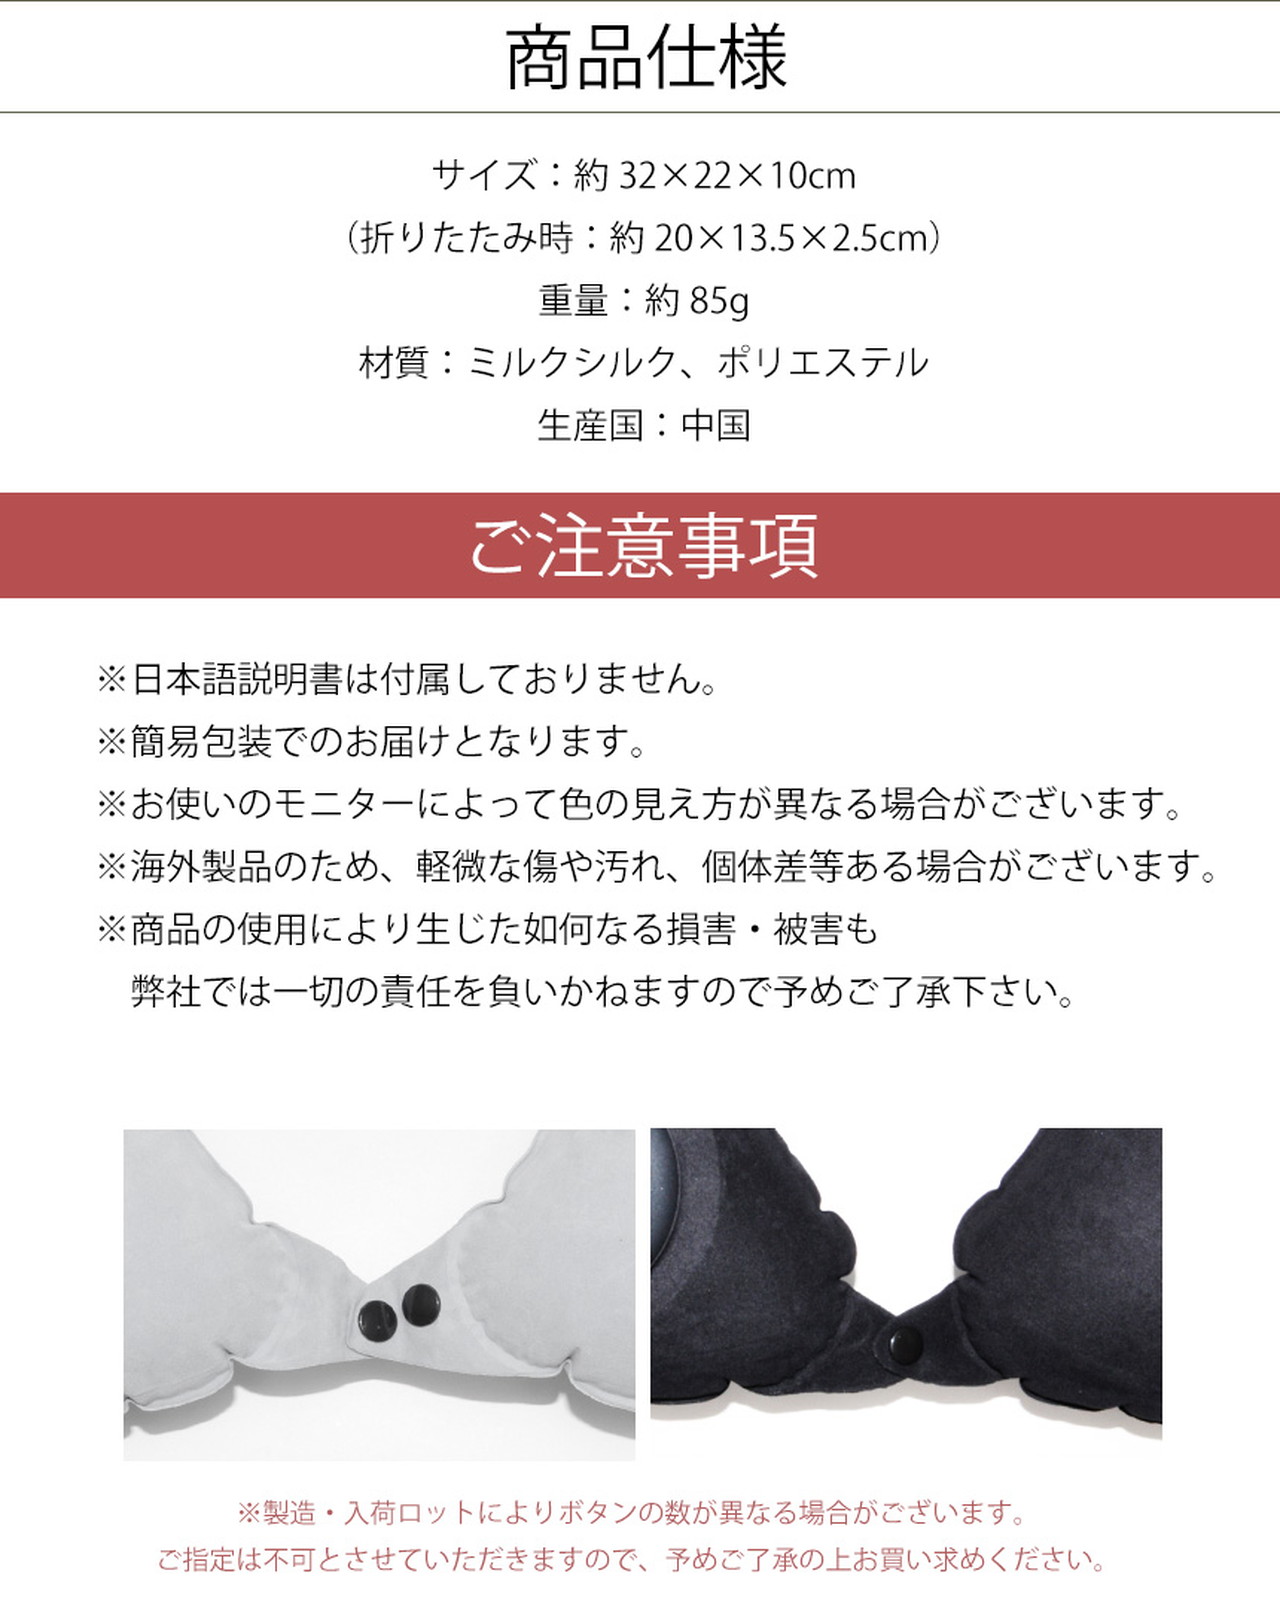 商品仕様
サイズ：約 32×22×10cm
（折りたたみ時：約 20×13.5×2.5cm）
重量：約 85g
材質：ミルクシルク、ポリエステル
生産国：中国
ご注意事項
※日本語説明書は付属しておりません。
※簡易包装でのお届けとなります。
※お使いのモニターによって色の見え方が異なる場合がございます。
※海外製品のため、軽微な傷や汚れ、個体差等ある場合がございます。
※商品の使用により生じた如何なる損害・被害も
弊社では一切の責任を負いかねますので予めご了承下さい。
※製造・入荷ロットによりボタンの数が異なる場合がございます。
ご指定は不可とさせていただきますので、予めご了承の上お買い求めください。